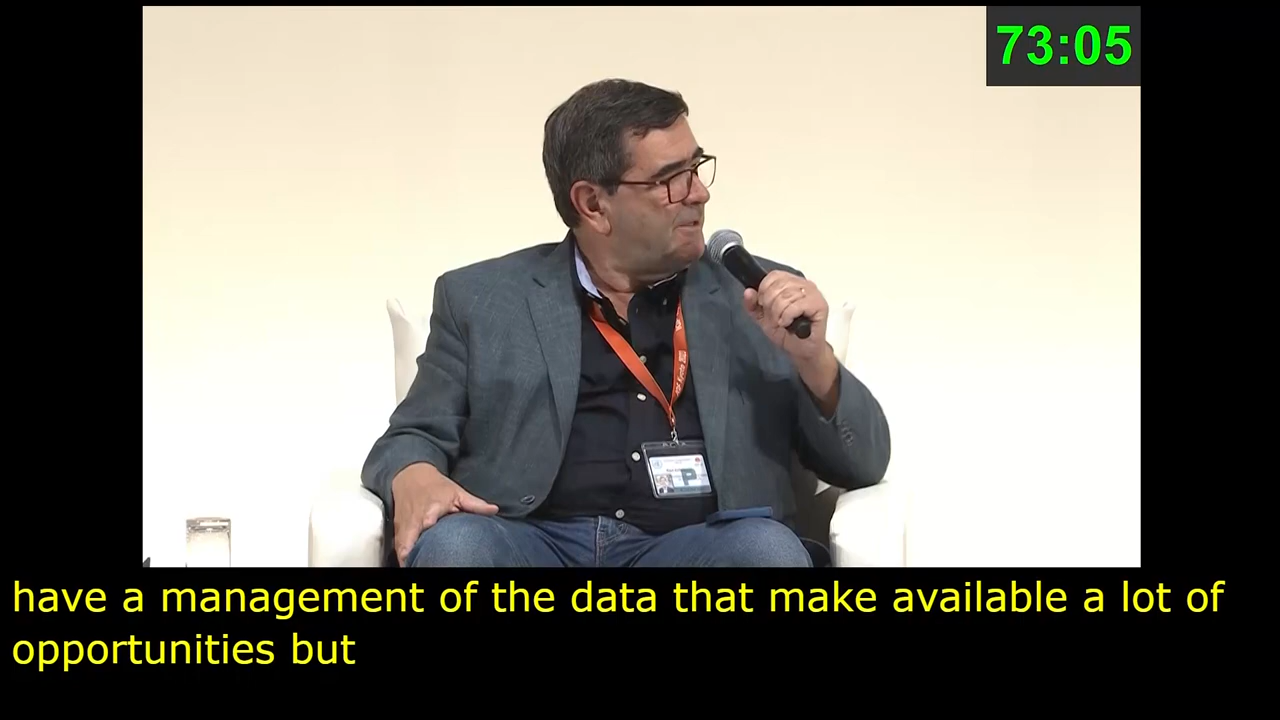 73:05
have a management of the data that make available a lot of
opportunities but